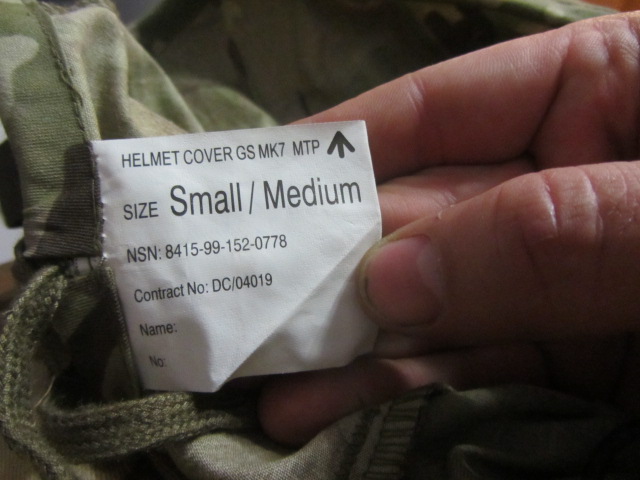 HELMET COVER GS MK7 MTP
SIZE Small / Medium
NSN: 8415-99-152-0778
Contract No: DC/04019
Name:
No: